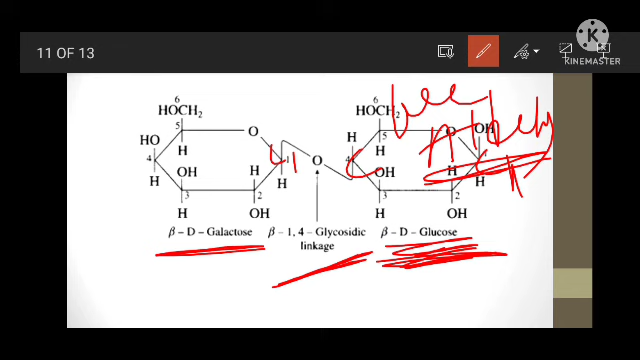 11 OF 13
KINEMASTER
6
HOCH₂
5
O
HO
4
H
OH
H
H
1
H
3
2
H
OH
O
6
HOCH₂
5
O
OH
H
4
H
OH
H
H
3
2
H
OH
β – D – Galactose
β – 1, 4 – Glycosidic
linkage
β – D – Glucose